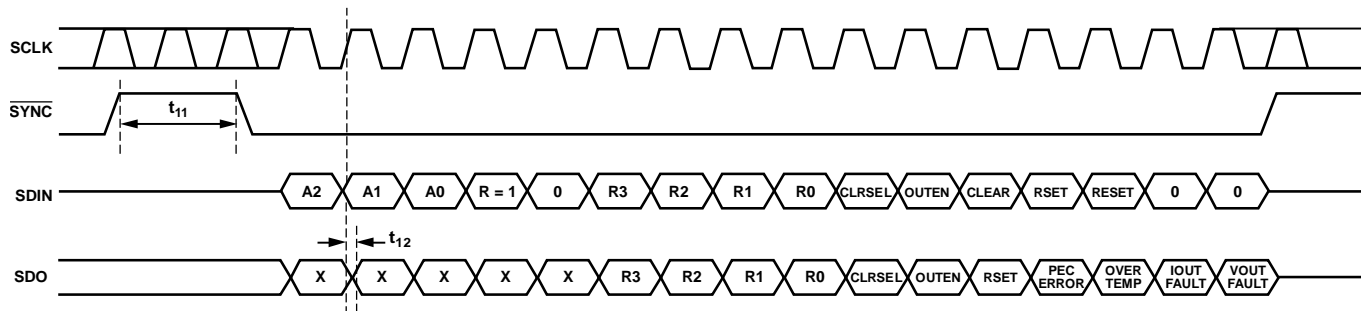 SCLK
SYNC
t11
SDIN A2 A1 A0 R = 1 0 R3 R2 R1 R0 CLRSEL OUTEN CLEAR RSET RESET 0 0
t12
SDO X X X X X R3 R2 R1 R0 CLRSEL OUTEN RSET PEC ERROR OVER TEMP IOUT FAULT VOUT FAULT